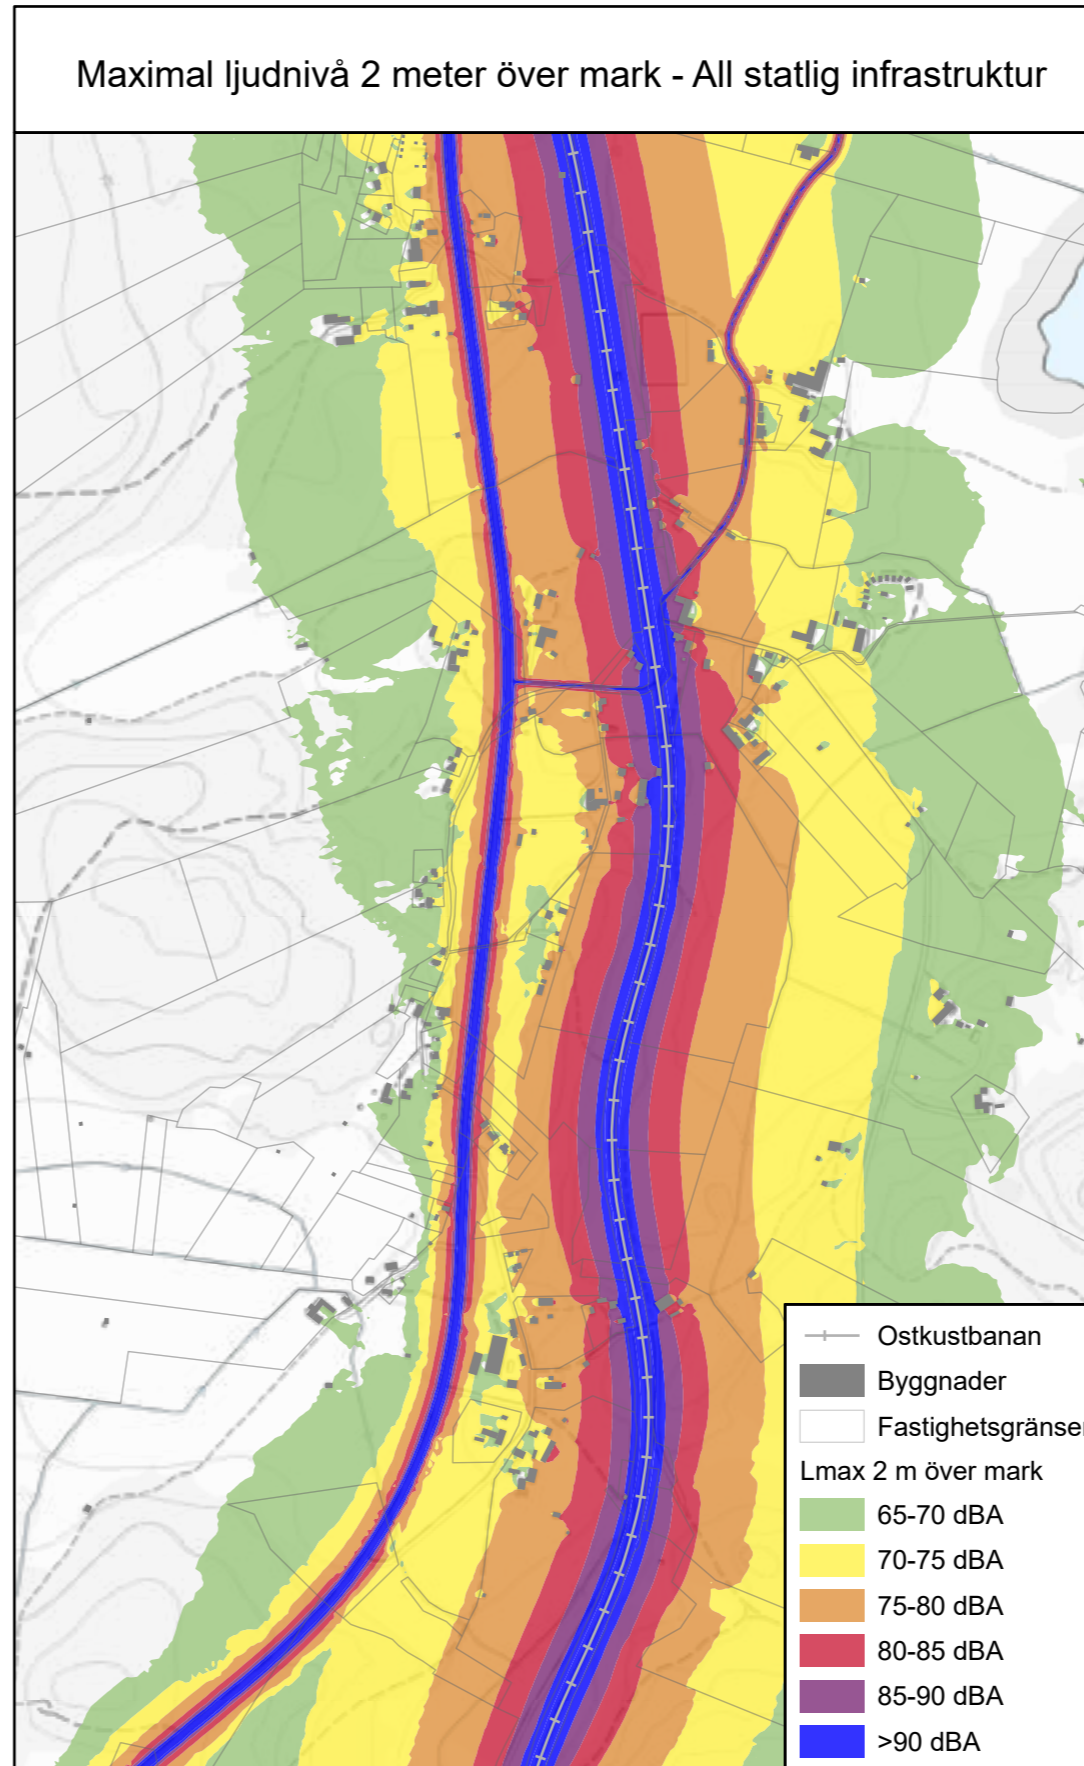 Maximal ljudnivå 2 meter över mark - All statlig infrastruktur
Ostkustbanan
Byggnader
Fastighetsgränser
Lmax 2 m över mark
65-70 dBA
70-75 dBA
75-80 dBA
80-85 dBA
85-90 dBA
>90 dBA